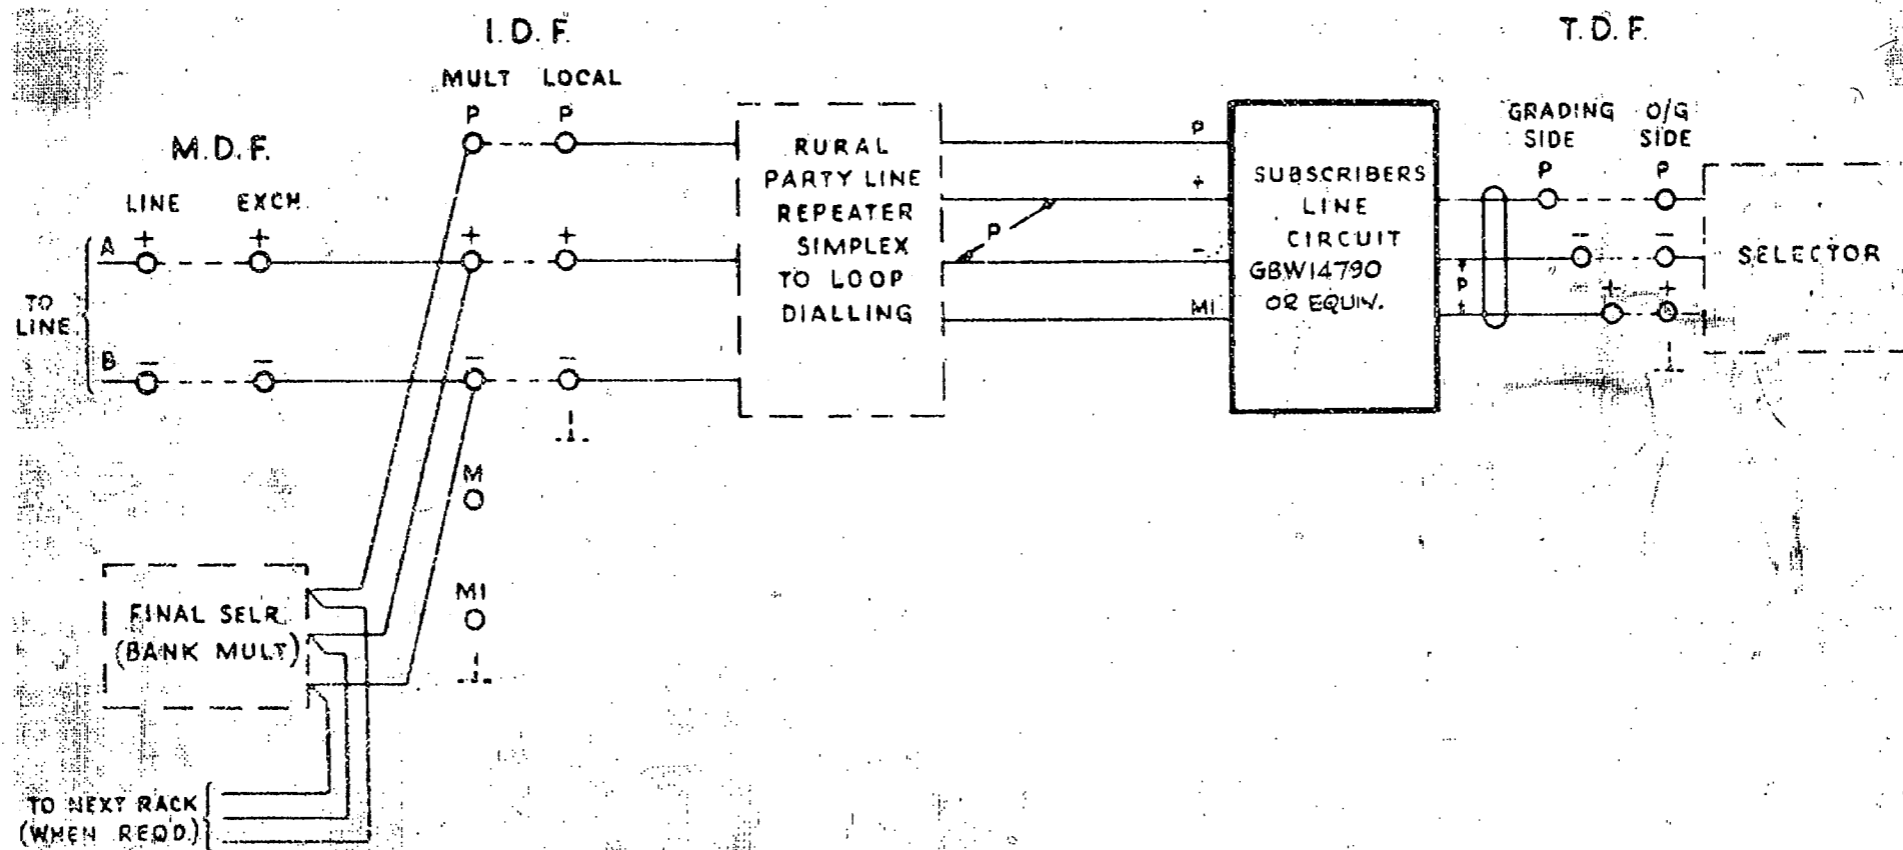 I.D.F.
T.D.F.
MULT LOCAL
P P
M.D.F.
LINE EXCH.
A + + + +
TO
LINE
B − − − −
M
MI
FINAL SELR
(BANK MULT)
TO NEXT RACK
(WHEN REQD.)
RURAL
PARTY LINE
REPEATER
SIMPLEX
TO LOOP
DIALLING
P
+
P
-
MI
SUBSCRIBERS
LINE
CIRCUIT
GBW14790
OR EQUIV.
P
GRADING O/G
SIDE SIDE
P P
− −
+ +
SELECTOR